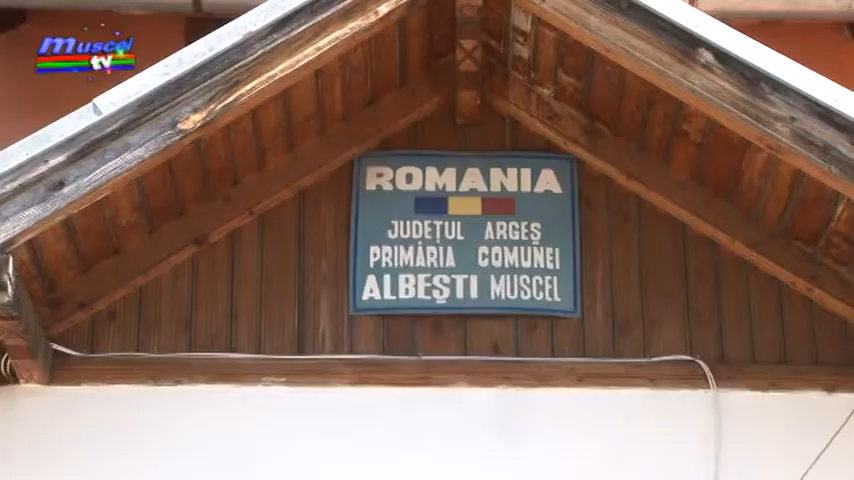 Muscel
tv
ROMANIA
JUDEȚUL ARGEȘ
PRIMĂRIA COMUNEI
ALBEȘTI MUSCEL